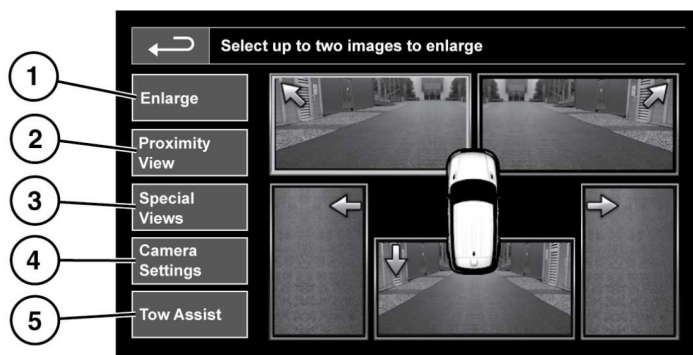 Select up to two images to enlarge
1
Enlarge
2
Proximity
View
3
Special
Views
4
Camera
Settings
5
Tow Assist